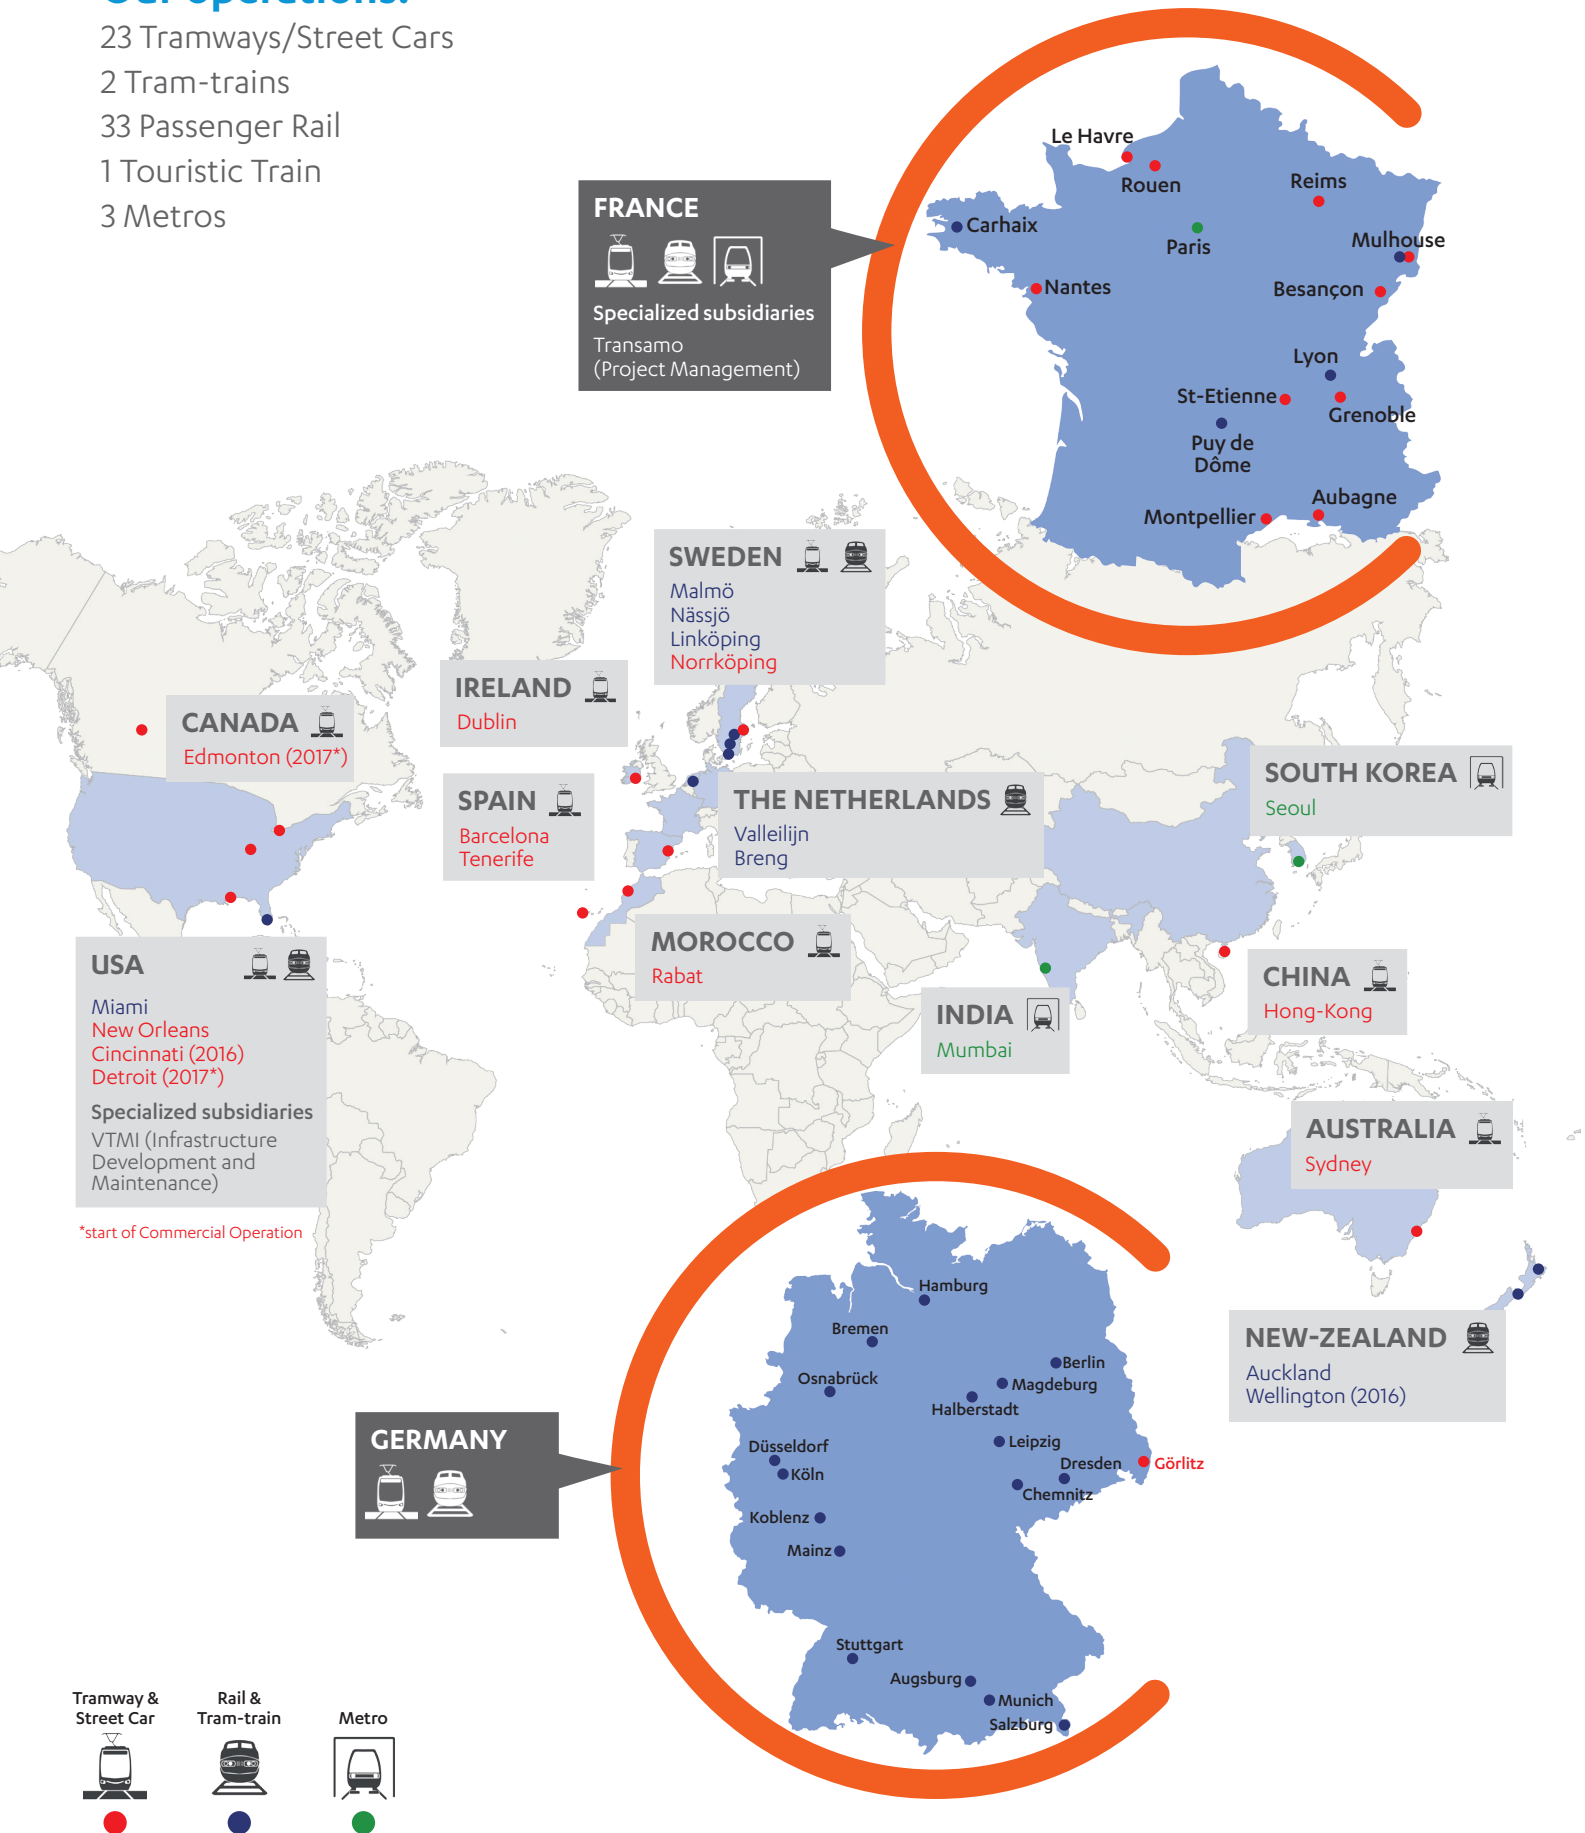 Our operations:
23 Tramways/Street Cars
2 Tram-trains
33 Passenger Rail
1 Touristic Train
3 Metros
FRANCE
Specialized subsidiaries
Transamo
(Project Management)
Le Havre
Rouen
Reims
Carhaix
Paris
Mulhouse
Nantes
Besançon
Lyon
St-Etienne
Grenoble
Puy de
Dôme
Aubagne
Montpellier
SWEDEN
Malmö
Nässjö
Linköping
Norrköping
IRELAND
Dublin
CANADA
Edmonton (2017*)
SPAIN
Barcelona
Tenerife
THE NETHERLANDS
Valleilijn
Breng
SOUTH KOREA
Seoul
MOROCCO
Rabat
USA
Miami
New Orleans
Cincinnati (2016)
Detroit (2017*)
Specialized subsidiaries
VTMI (Infrastructure
Development and
Maintenance)
*start of Commercial Operation
INDIA
Mumbai
CHINA
Hong-Kong
AUSTRALIA
Sydney
NEW-ZEALAND
Auckland
Wellington (2016)
GERMANY
Hamburg
Bremen
Berlin
Osnabrück
Magdeburg
Halberstadt
Leipzig
Düsseldorf
Dresden
Görlitz
Köln
Chemnitz
Koblenz
Mainz
Stuttgart
Augsburg
Munich
Salzburg
Tramway &
Street Car
Rail &
Tram-train
Metro